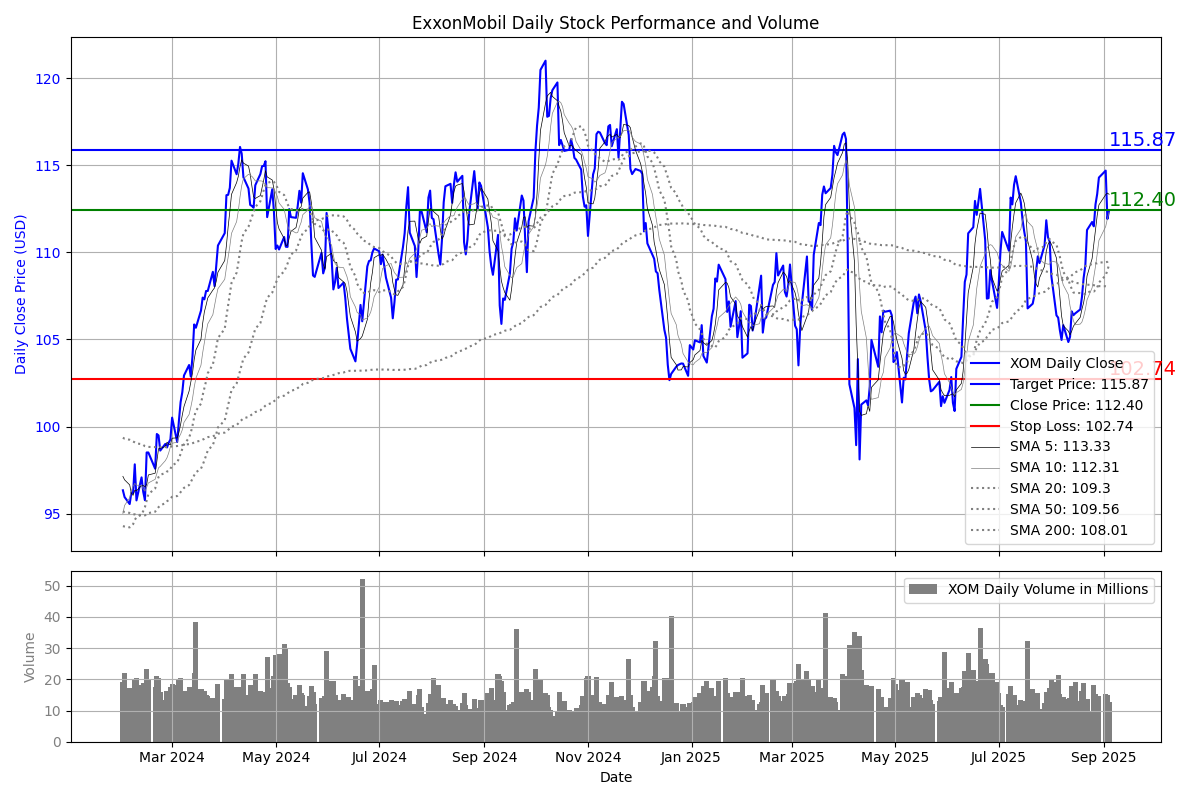 ExxonMobil Daily Stock Performance and Volume
Daily Close Price (USD)
120
115
110
105
100
95
115.87
112.40
102.74
XOM Daily Close
Target Price: 115.87
Close Price: 112.40
Stop Loss: 102.74
SMA 5: 113.33
SMA 10: 112.31
SMA 20: 109.3
SMA 50: 109.56
SMA 200: 108.01
Volume
50
40
30
20
10
0
XOM Daily Volume in Millions
Mar 2024 May 2024 Jul 2024 Sep 2024 Nov 2024 Jan 2025 Mar 2025 May 2025 Jul 2025 Sep 2025
Date